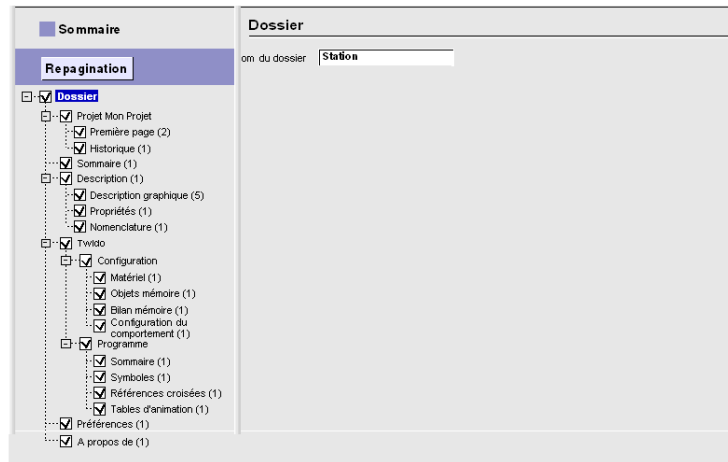 Sommaire
Repagination
Dossier
Projet Mon Projet
Première page (2)
Historique (1)
Sommaire (1)
Description (1)
Description graphique (5)
Propriétés (1)
Nomenclature (1)
Twido
Configuration
Matériel (1)
Objets mémoire (1)
Bilan mémoire (1)
Configuration du
comportement (1)
Programme
Sommaire (1)
Symboles (1)
Références croisées (1)
Tables d'animation (1)
Préférences (1)
A propos de (1)
Dossier
om du dossier Station